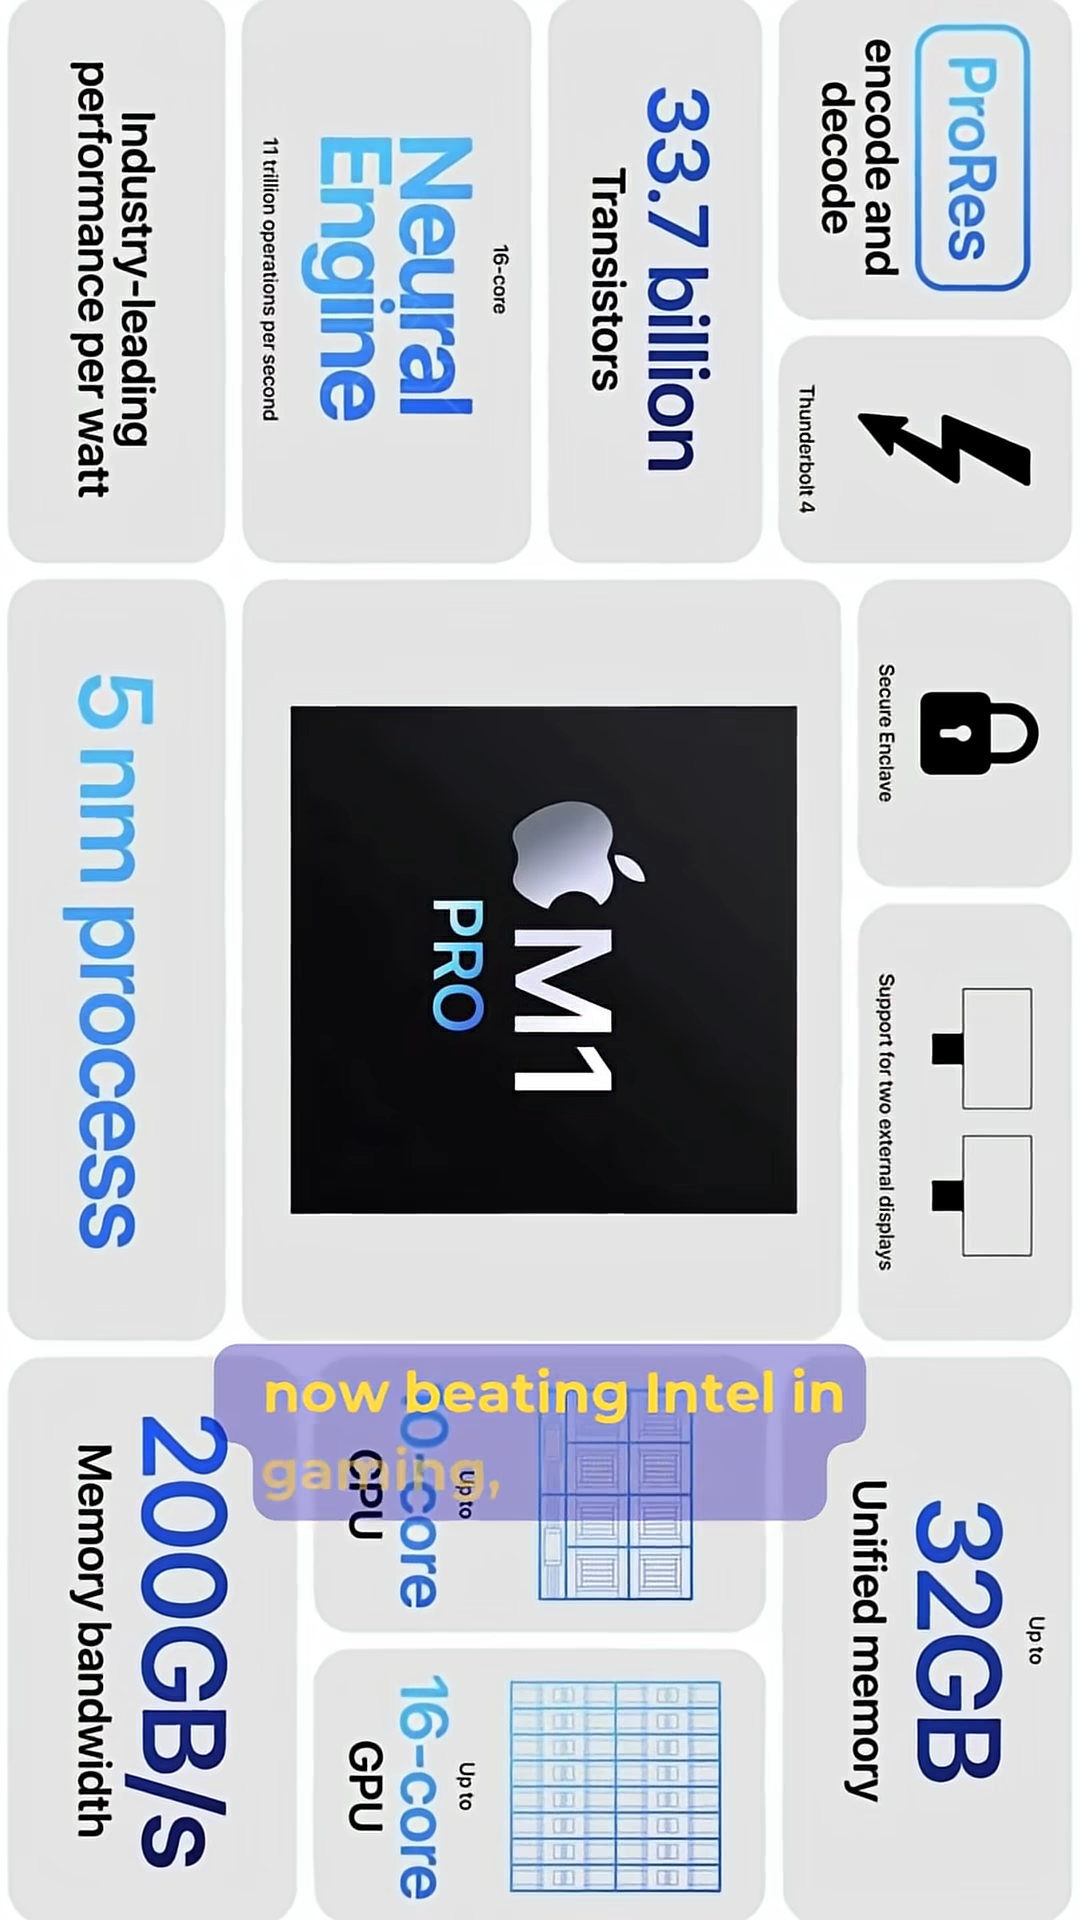 ProRes
encode and
decode
Thunderbolt 4
Secure Enclave
Support for two external displays
Up to
32GB
Unified memory
33.7 billion
Transistors
16-core
Neural
Engine
11 trillion operations per second
M1
PRO
Up to
10-core
CPU
Up to
16-core
GPU
Industry-leading
performance per watt
5 nm process
200GB/s
Memory bandwidth
now beating Intel in
gaming,